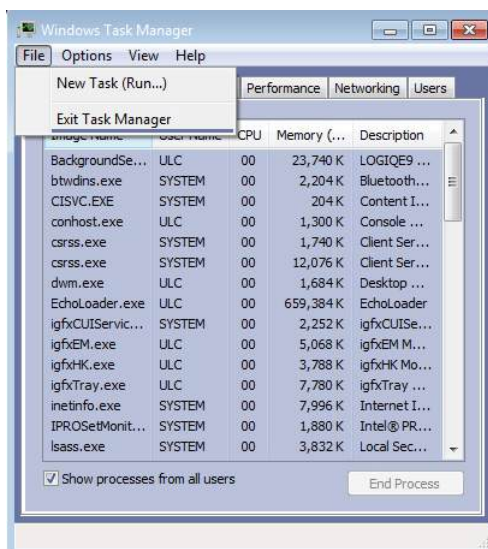 Windows Task Manager
File Options View Help
New Task (Run...)
Exit Task Manager
Performance Networking Users
Image Name User Name CPU Memory (... Description
BackgroundSe... ULC 00 23,740 K LOGIQE9 ...
btwdins.exe SYSTEM 00 2,204 K Bluetooth...
CISVC.EXE SYSTEM 00 204 K Content I...
conhost.exe ULC 00 1,300 K Console ...
csrss.exe SYSTEM 00 1,740 K Client Ser...
csrss.exe SYSTEM 00 12,076 K Client Ser...
dwm.exe ULC 00 1,684 K Desktop ...
EchoLoader.exe ULC 00 659,384 K EchoLoader
igfxCUIServic... SYSTEM 00 2,252 K igfxCUISe...
igfxEM.exe ULC 00 5,068 K igfxEM M...
igfxHK.exe ULC 00 3,788 K igfxHK Mo...
igfxTray.exe ULC 00 7,780 K igfxTray ...
inetinfo.exe SYSTEM 00 7,996 K Internet I...
IPROSetMonit... SYSTEM 00 1,880 K Intel® PR...
lsass.exe SYSTEM 00 3,832 K Local Sec...
Show processes from all users
End Process